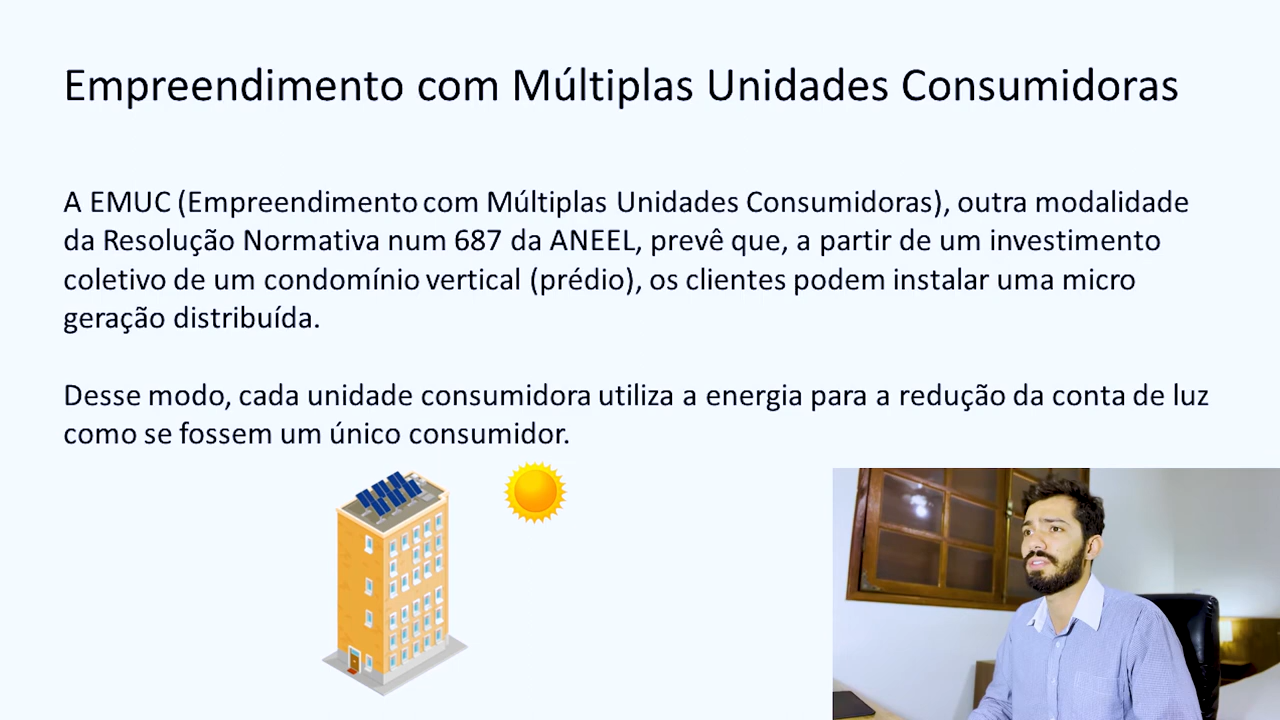 Empreendimento com Múltiplas Unidades Consumidoras
A EMUC (Empreendimento com Múltiplas Unidades Consumidoras), outra modalidade
da Resolução Normativa num 687 da ANEEL, prevê que, a partir de um investimento
coletivo de um condomínio vertical (prédio), os clientes podem instalar uma micro
geração distribuída.
Desse modo, cada unidade consumidora utiliza a energia para a redução da conta de luz
como se fossem um único consumidor.